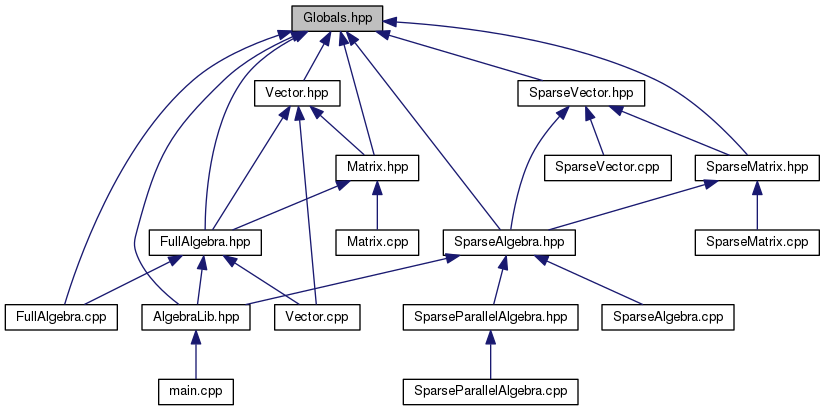 Globals.hpp
Vector.hpp
SparseVector.hpp
Matrix.hpp
SparseVector.cpp
SparseMatrix.hpp
FullAlgebra.hpp
Matrix.cpp
SparseAlgebra.hpp
SparseMatrix.cpp
FullAlgebra.cpp
AlgebraLib.hpp
Vector.cpp
SparseParallelAlgebra.hpp
SparseAlgebra.cpp
main.cpp
SparseParallelAlgebra.cpp